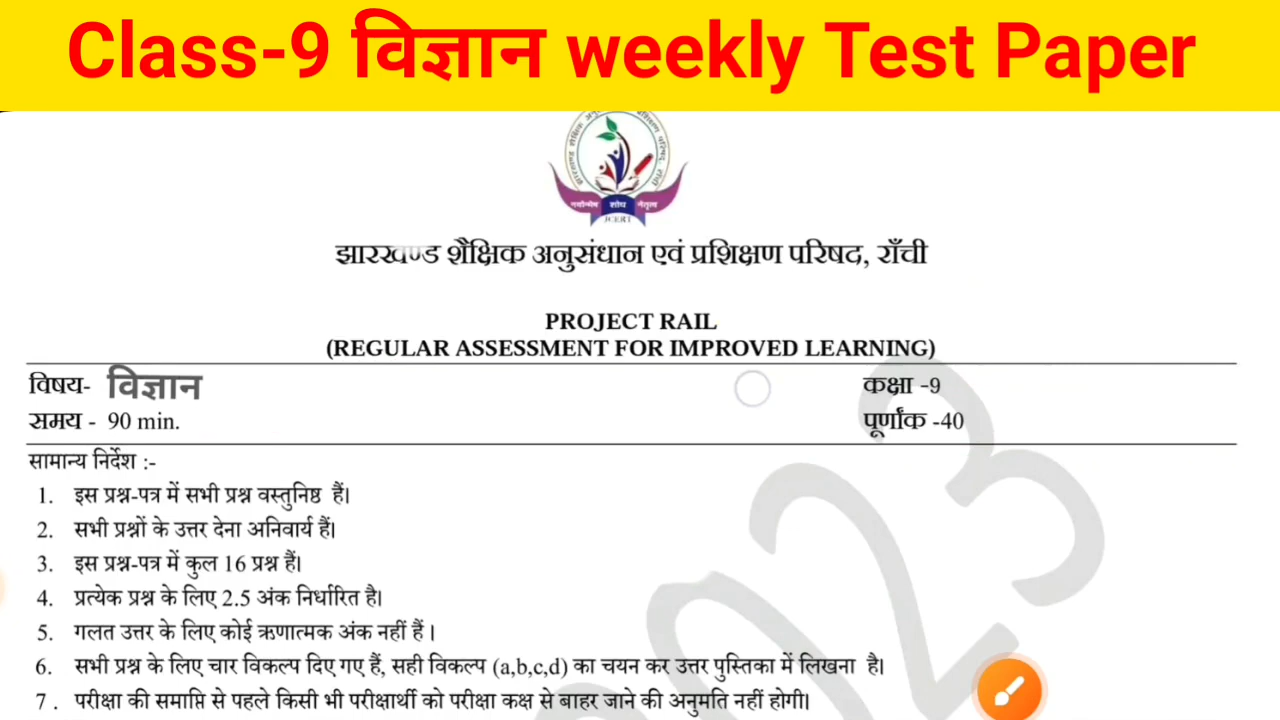 Class-9 विज्ञान weekly Test Paper
नवोन्मेष शोध नेतृत्व
JCERT
झारखण्ड शैक्षिक अनुसंधान एवं प्रशिक्षण परिषद, राँची
PROJECT RAIL
(REGULAR ASSESSMENT FOR IMPROVED LEARNING)
विषय- विज्ञान कक्षा -9
समय - 90 min. पूर्णांक -40
सामान्य निर्देश :-
1. इस प्रश्न-पत्र में सभी प्रश्न वस्तुनिष्ठ हैं।
2. सभी प्रश्नों के उत्तर देना अनिवार्य हैं।
3. इस प्रश्न-पत्र में कुल 16 प्रश्न हैं।
4. प्रत्येक प्रश्न के लिए 2.5 अंक निर्धारित है।
5. गलत उत्तर के लिए कोई ऋणात्मक अंक नहीं हैं ।
6. सभी प्रश्न के लिए चार विकल्प दिए गए हैं, सही विकल्प (a,b,c,d) का चयन कर उत्तर पुस्तिका में लिखना है।
7 . परीक्षा की समाप्ति से पहले किसी भी परीक्षार्थी को परीक्षा कक्ष से बाहर जाने की अनुमति नहीं होगी।
2023